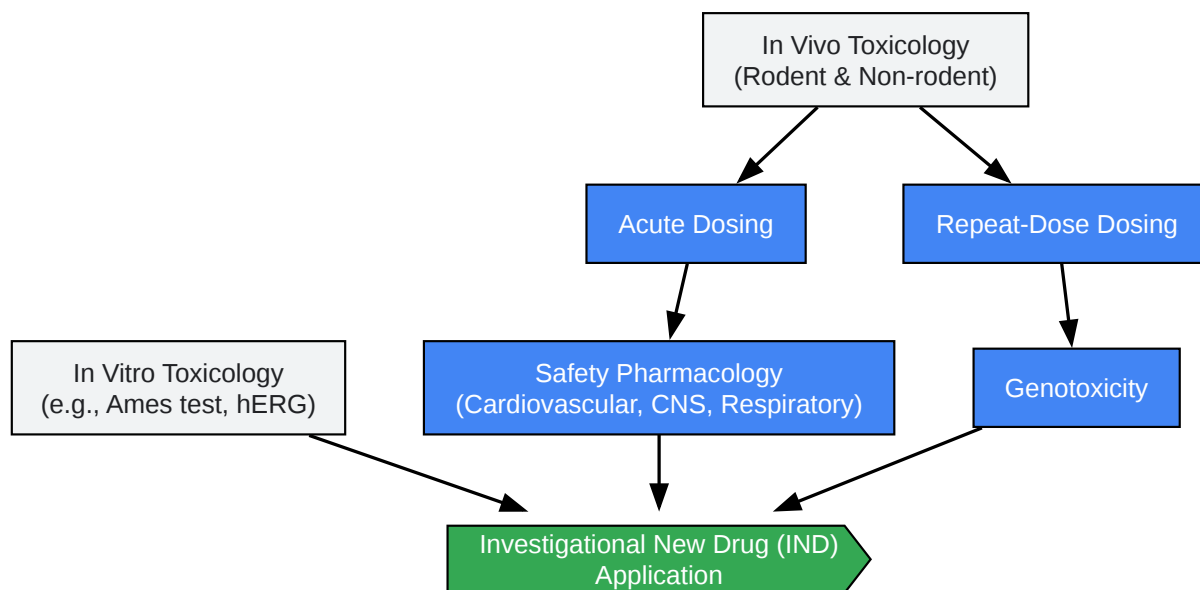 In Vivo Toxicology
(Rodent & Non-rodent)
Acute Dosing
Repeat-Dose Dosing
In Vitro Toxicology
(e.g., Ames test, hERG)
Safety Pharmacology
(Cardiovascular, CNS, Respiratory)
Genotoxicity
Investigational New Drug (IND)
Application